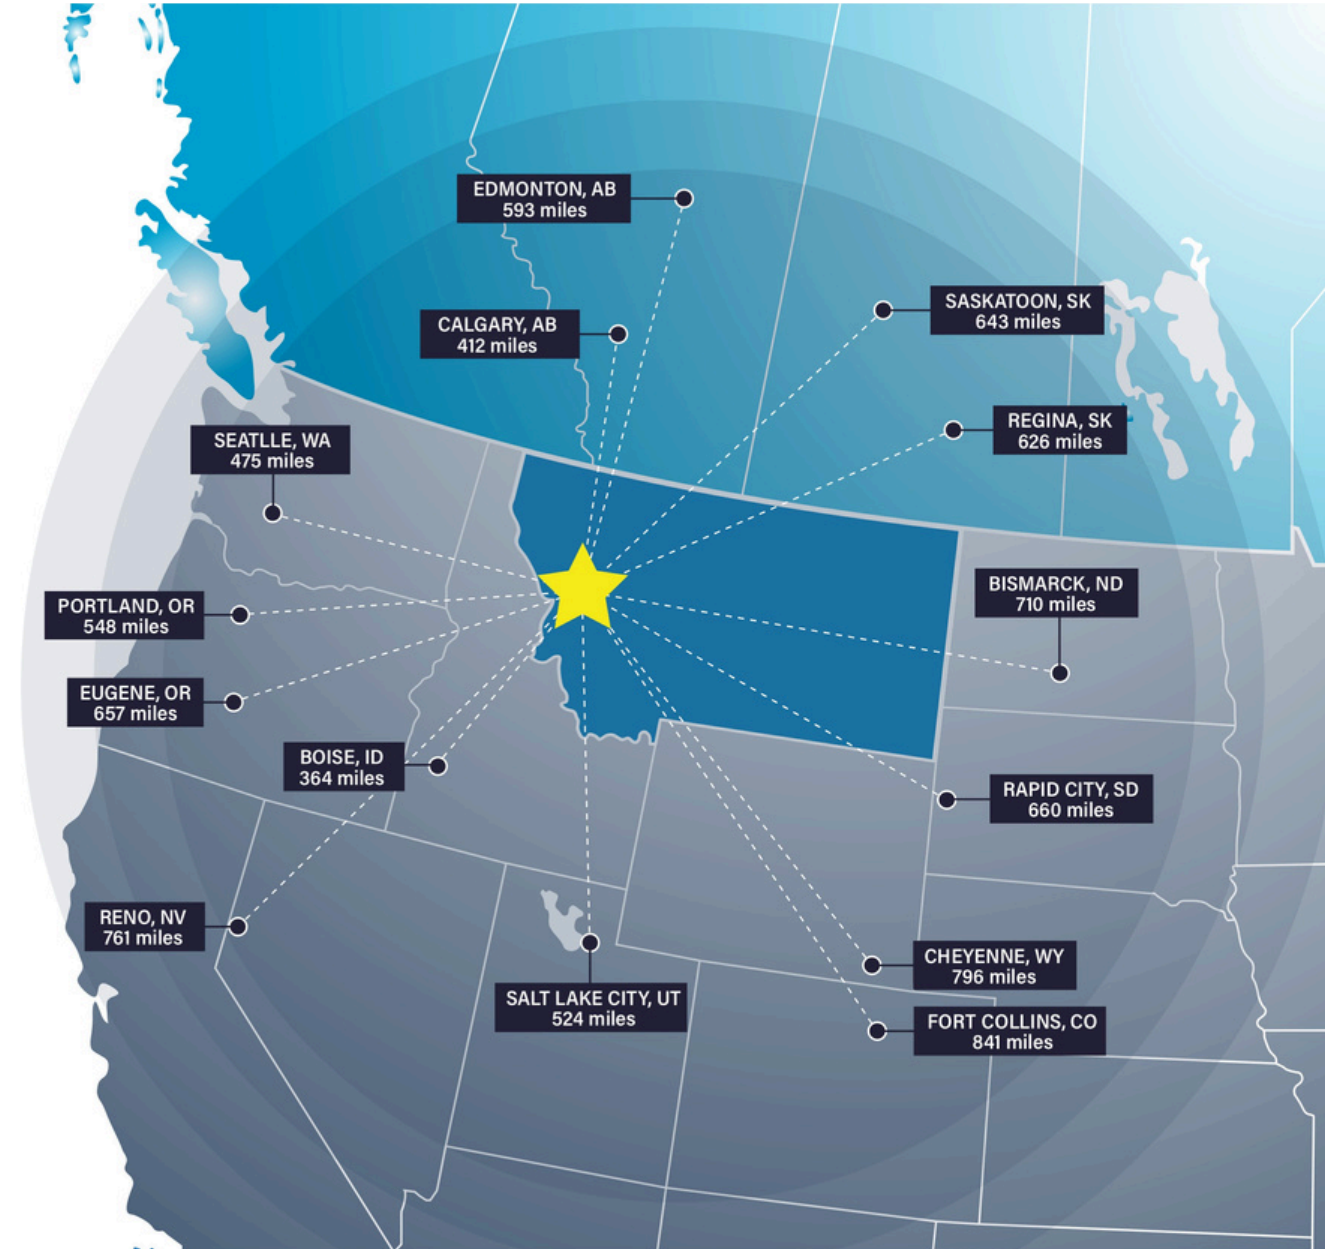 EDMONTON, AB
593 miles
SASKATOON, SK
643 miles
CALGARY, AB
412 miles
REGINA, SK
626 miles
SEATLLE, WA
475 miles
BISMARCK, ND
710 miles
PORTLAND, OR
548 miles
EUGENE, OR
657 miles
BOISE, ID
364 miles
RAPID CITY, SD
660 miles
RENO, NV
761 miles
CHEYENNE, WY
796 miles
SALT LAKE CITY, UT
524 miles
FORT COLLINS, CO
841 miles